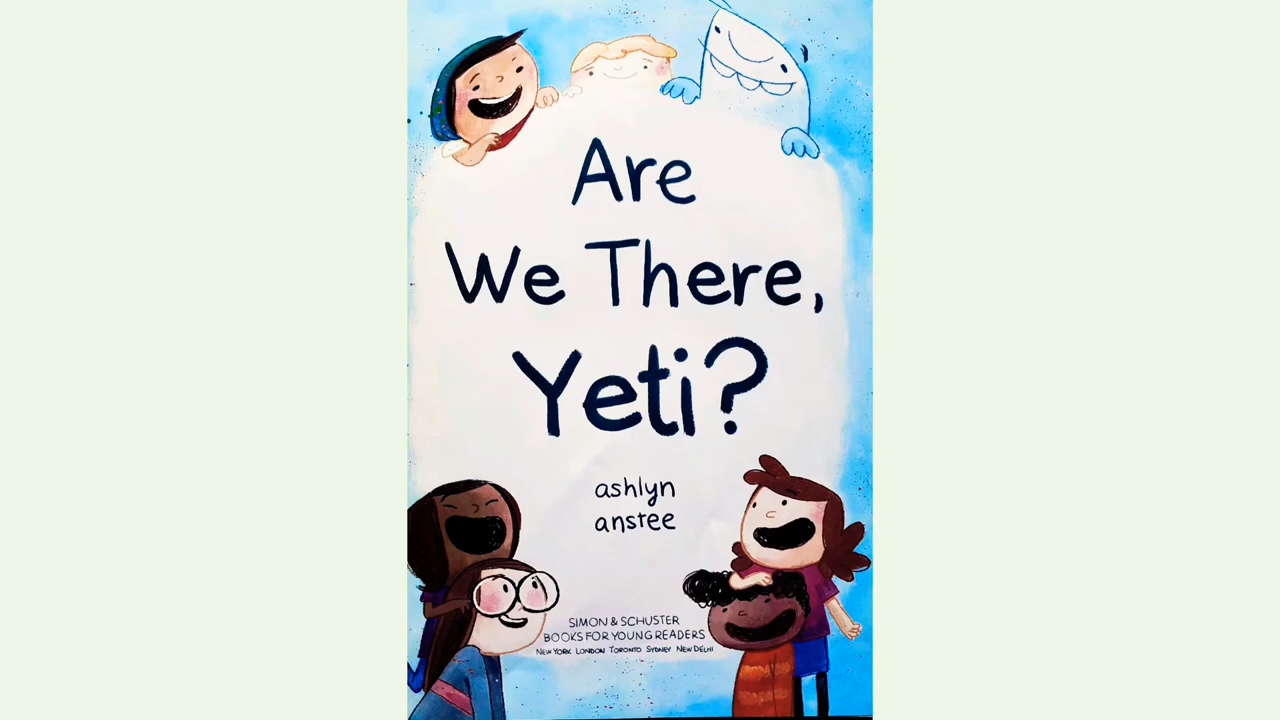 Are
We There,
Yeti?
ashlyn
anstee
SIMON & SCHUSTER
BOOKS FOR YOUNG READERS
NEW YORK LONDON TORONTO SYDNEY NEW DELHI